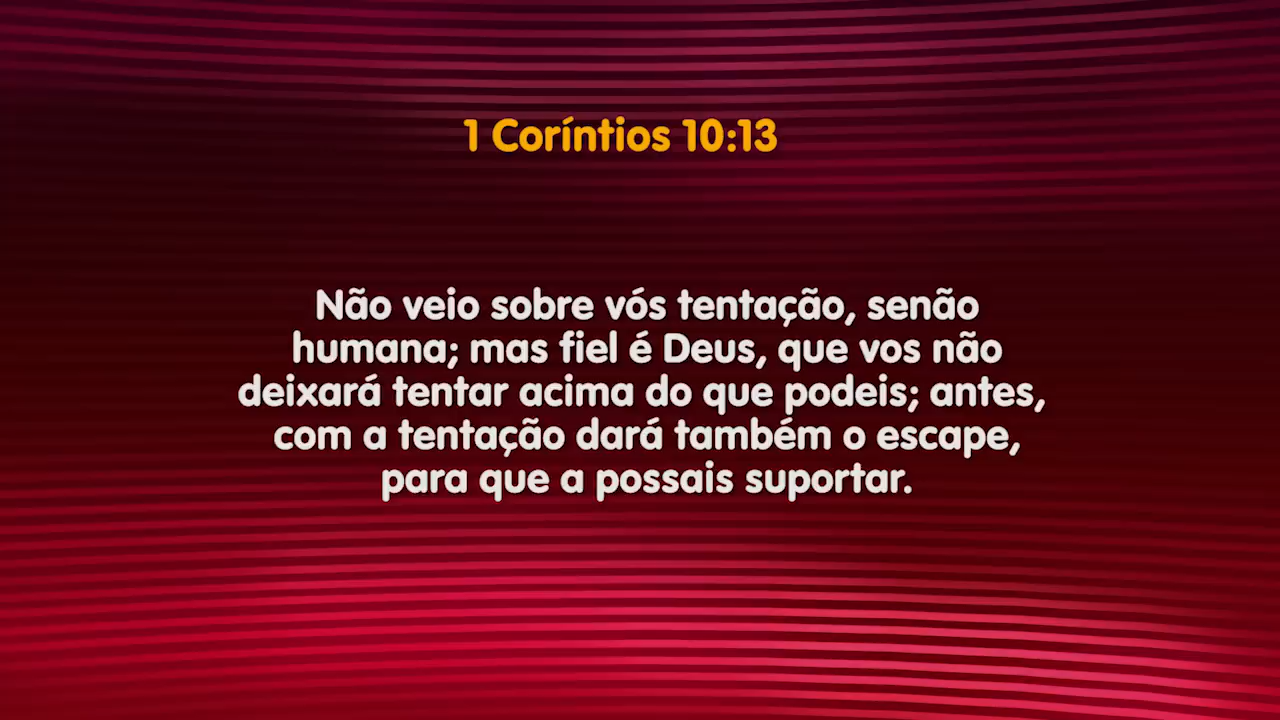 1 Coríntios 10:13
Não veio sobre vós tentação, senão
humana; mas fiel é Deus, que vos não
deixará tentar acima do que podeis; antes,
com a tentação dará também o escape,
para que a possais suportar.